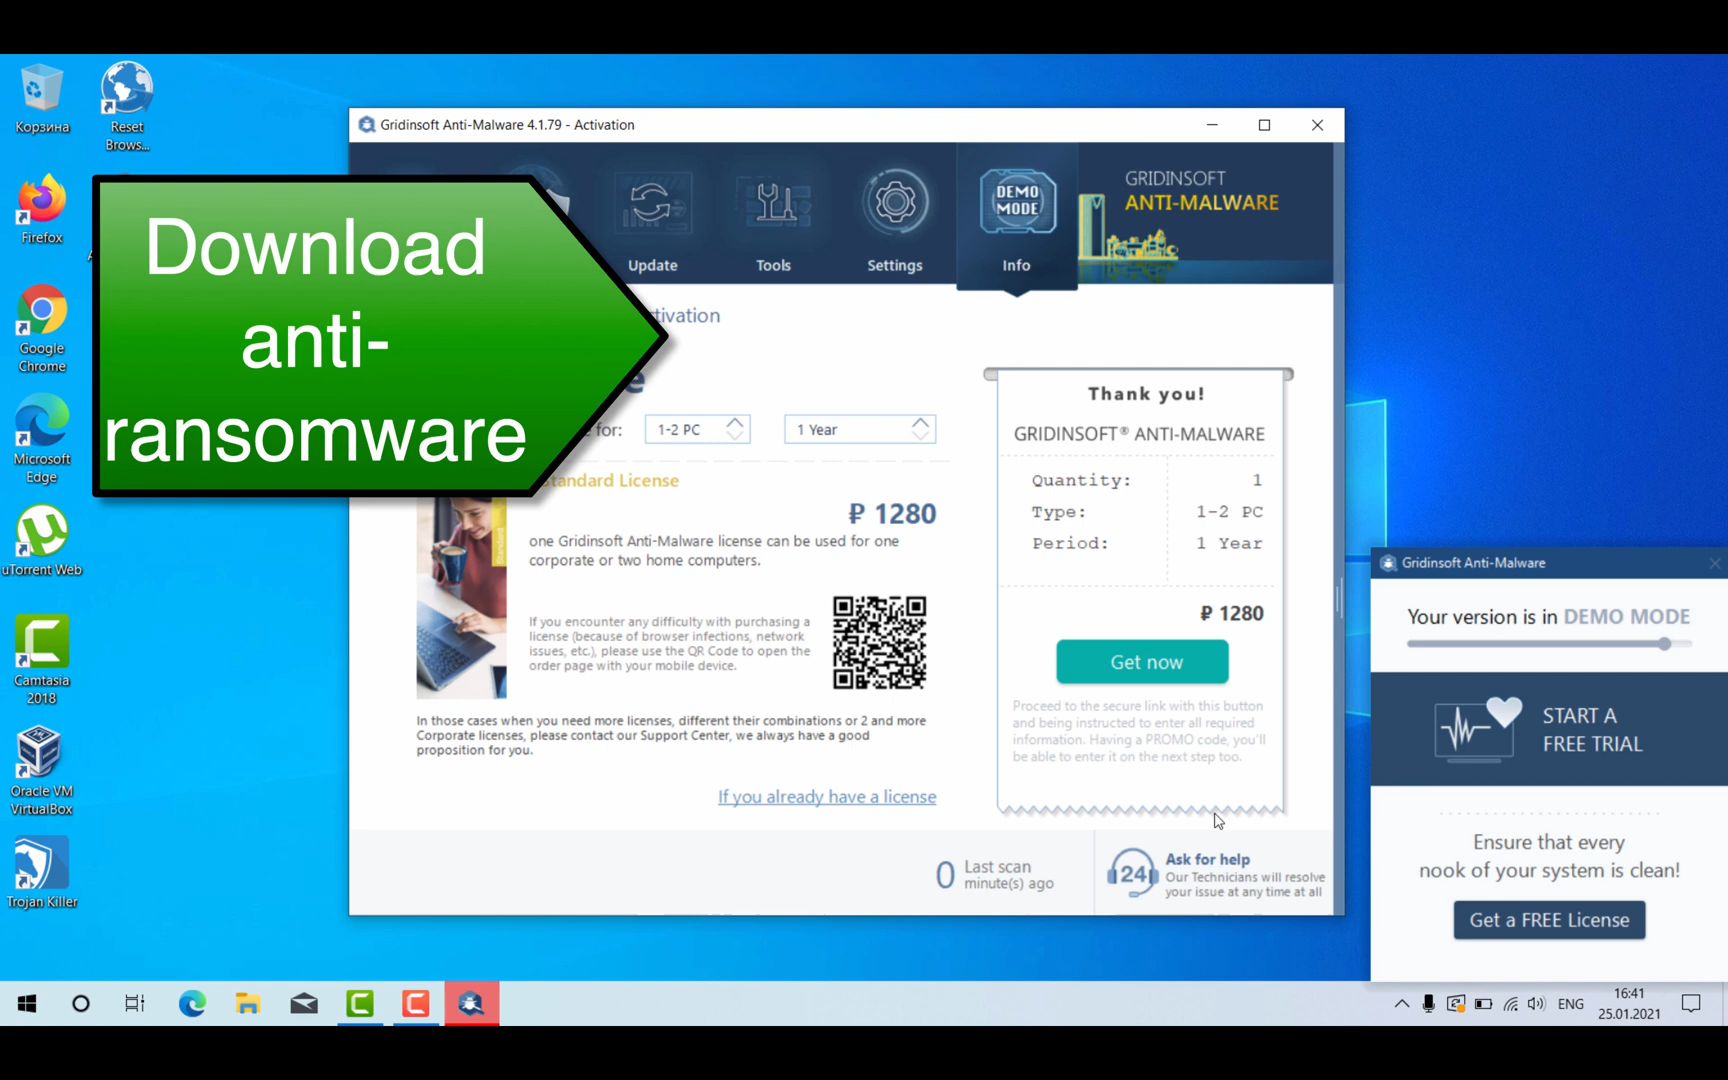 Корзина
Reset
Brows...
Firefox
Google
Chrome
Microsoft
Edge
uTorrent Web
Camtasia
2018
Oracle VM
VirtualBox
Trojan Killer
Download
anti-
ransomware
Gridinsoft Anti-Malware 4.1.79 - Activation
Update
Tools
Settings
DEMO
MODE
Info
GRIDINSOFT
ANTI-MALWARE
tivation
e
for:
1-2 PC
1 Year
Standard License
₽ 1280
one Gridinsoft Anti-Malware license can be used for one
corporate or two home computers.
Standard
If you encounter any difficulty with purchasing a
license (because of browser infections, network
issues, etc.), please use the QR Code to open the
order page with your mobile device.
In those cases when you need more licenses, different their combinations or 2 and more
Corporate licenses, please contact our Support Center, we always have a good
proposition for you.
If you already have a license
Thank you!
GRIDINSOFT® ANTI-MALWARE
Quantity: 1
Type: 1-2 PC
Period: 1 Year
₽ 1280
Get now
Proceed to the secure link with this button
and being instructed to enter all required
information. Having a PROMO code, you'll
be able to enter it on the next step too.
0 Last scan
minute(s) ago
24
Ask for help
Our Technicians will resolve
your issue at any time at all
Gridinsoft Anti-Malware
Your version is in DEMO MODE
START A
FREE TRIAL
Ensure that every
nook of your system is clean!
Get a FREE License
ENG
16:41
25.01.2021